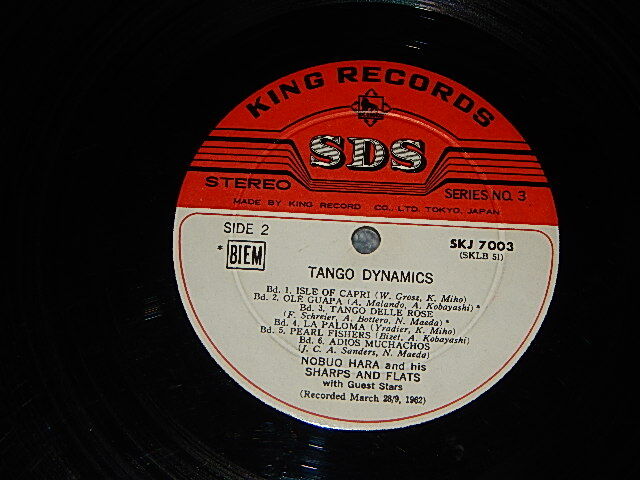 KING RECORDS
SDS
STEREO
SERIES NO. 3
MADE BY KING RECORD CO., LTD. TOKYO, JAPAN
SIDE 2
SKJ 7003
* BIEM
(SKLB 51)
TANGO DYNAMICS
Bd. 1. ISLE OF CAPRI (W. Grosz, K. Miho)
Bd. 2. OLÉ GUAPA (A. Malando, A. Kobayashi) *
Bd. 3. TANGO DELLE ROSE
(F. Schreier, A. Bottero, N. Maeda) *
Bd. 4. LA PALOMA (Yradier, K. Miho)
Bd. 5. PEARL FISHERS (Bizet, A. Kobayashi)
Bd. 6. ADIOS MUCHACHOS
(J. C. A. Sanders, N. Maeda)
NOBUO HARA and his
SHARPS AND FLATS
with Guest Stars
(Recorded March 28/9, 1962)